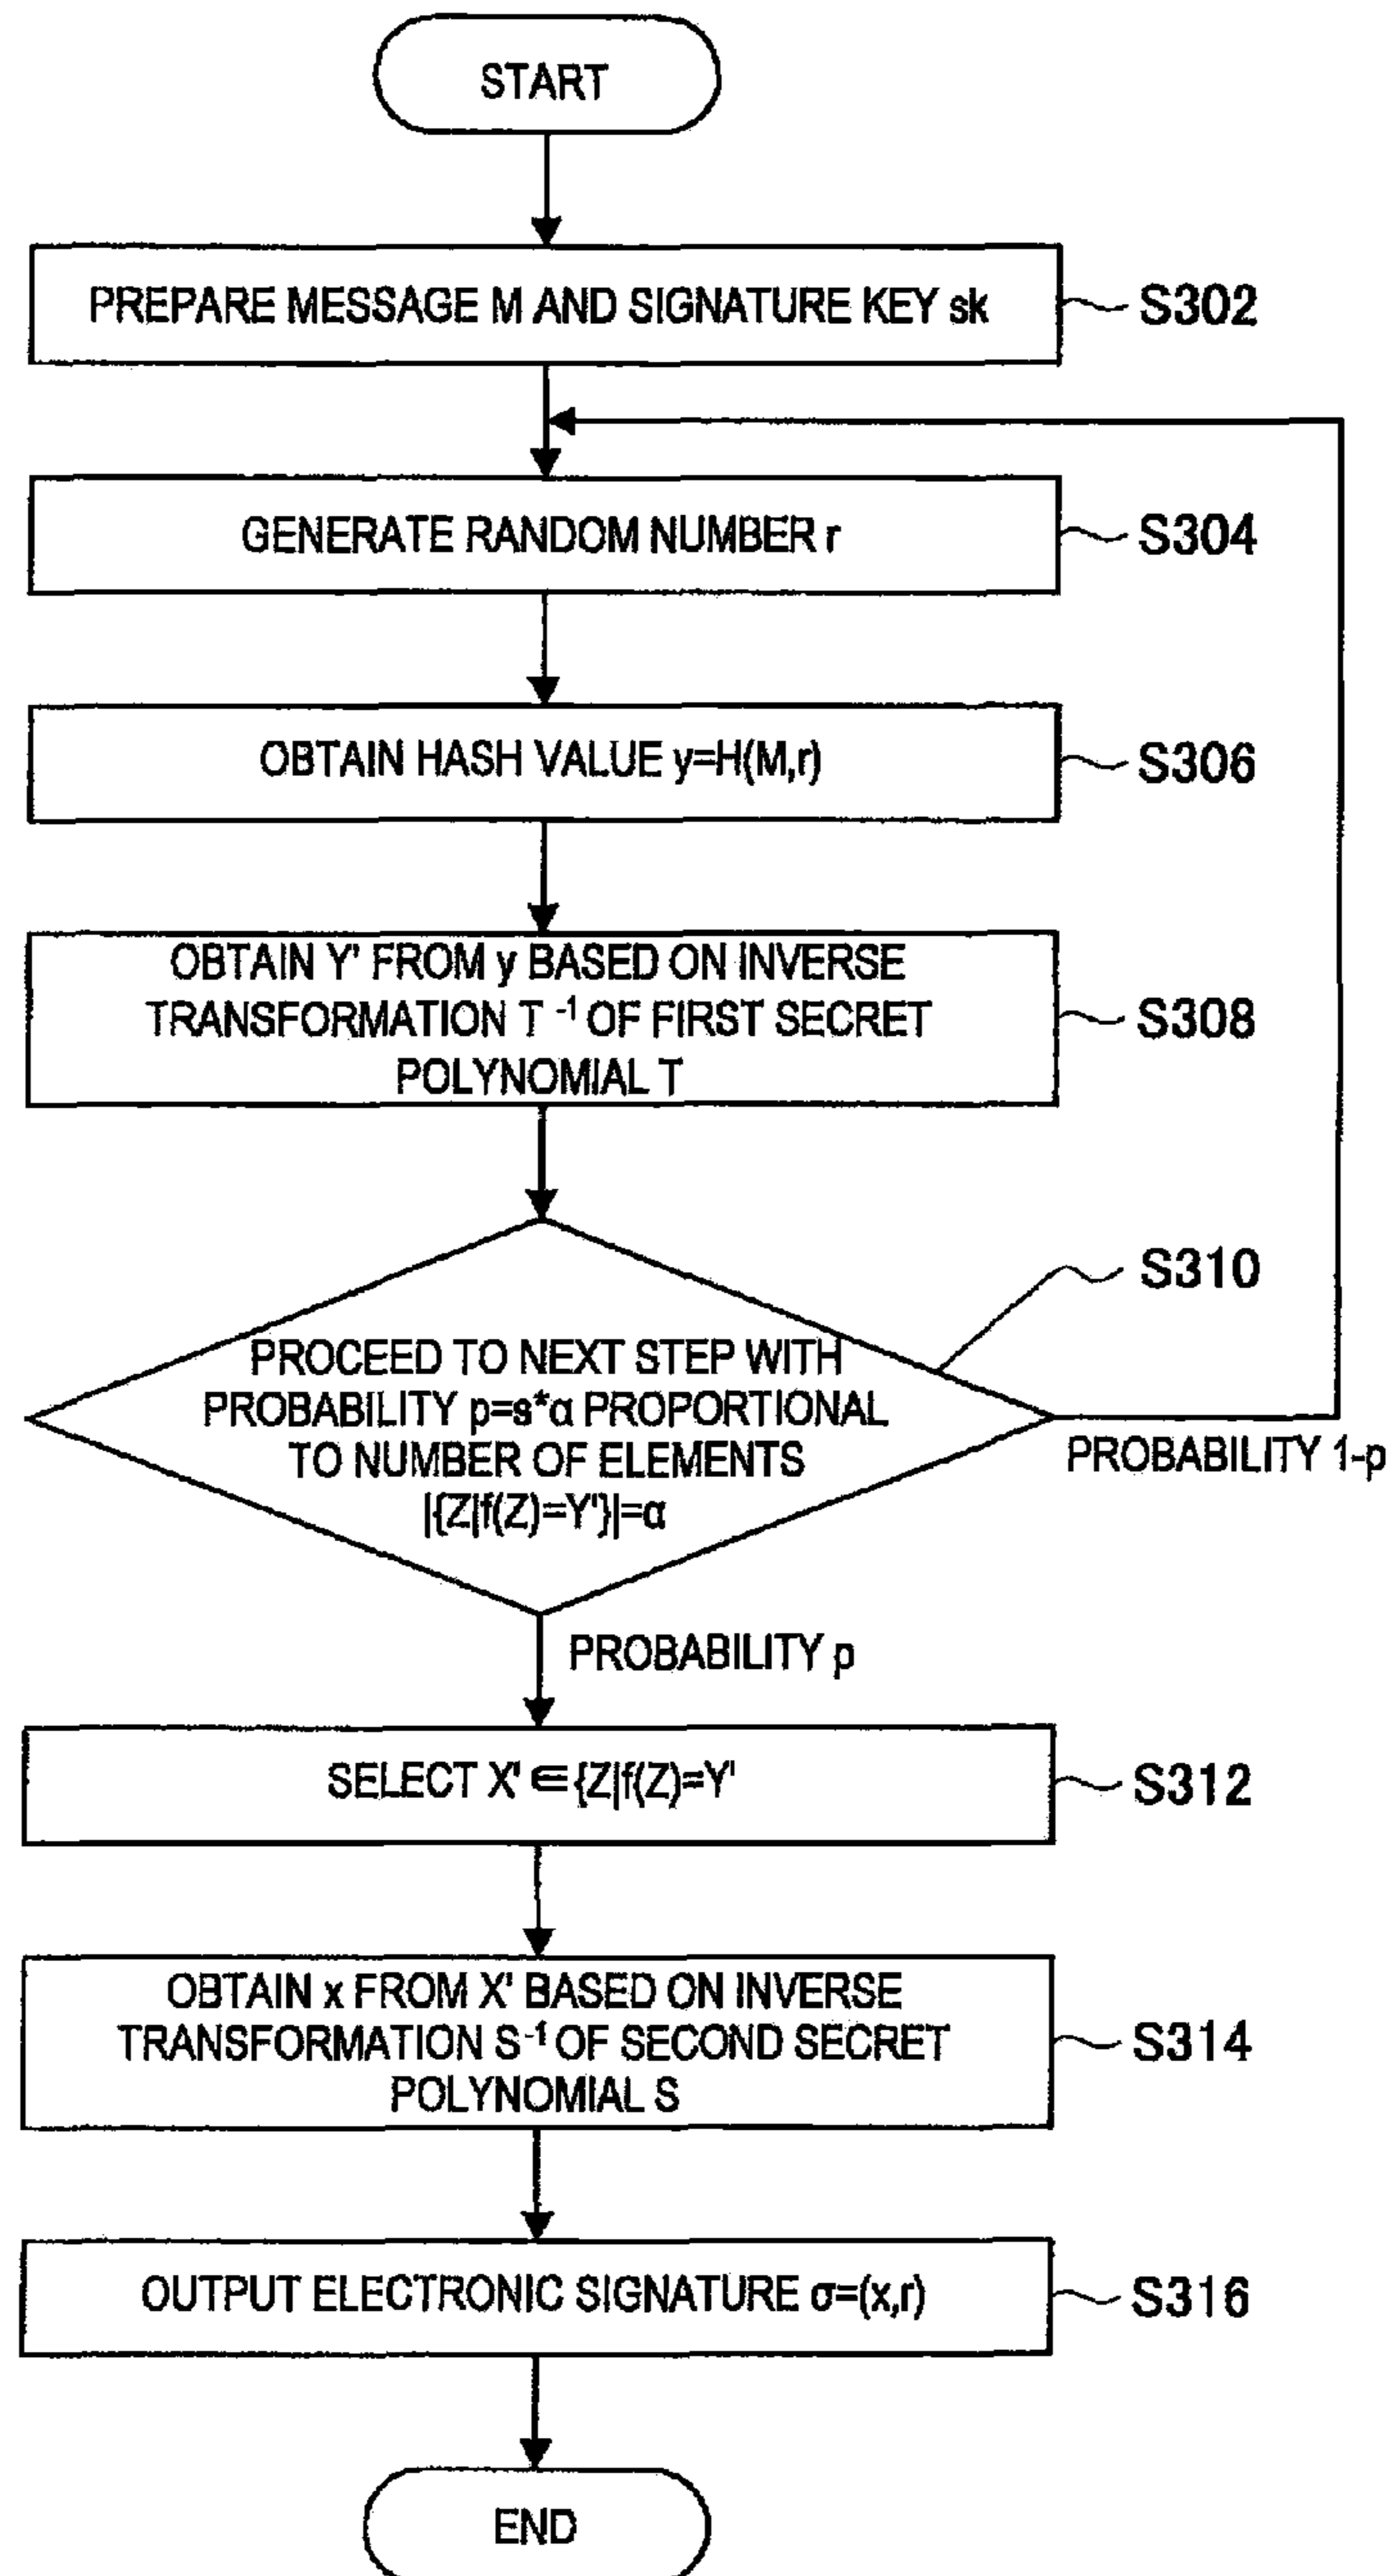 START
PREPARE MESSAGE M AND SIGNATURE KEY sk
S302
GENERATE RANDOM NUMBER r
S304
OBTAIN HASH VALUE y=H(M,r)
S306
OBTAIN Y' FROM y BASED ON INVERSE
TRANSFORMATION T⁻¹ OF FIRST SECRET
POLYNOMIAL T
S308
S310
PROCEED TO NEXT STEP WITH
PROBABILITY p=s*α PROPORTIONAL
TO NUMBER OF ELEMENTS
|{Z|f(Z)=Y'}|=α
PROBABILITY 1-p
PROBABILITY p
SELECT X' ∈ {Z|f(Z)=Y'
S312
OBTAIN x FROM X' BASED ON INVERSE
TRANSFORMATION S⁻¹ OF SECOND SECRET
POLYNOMIAL S
S314
OUTPUT ELECTRONIC SIGNATURE σ=(x,r)
S316
END